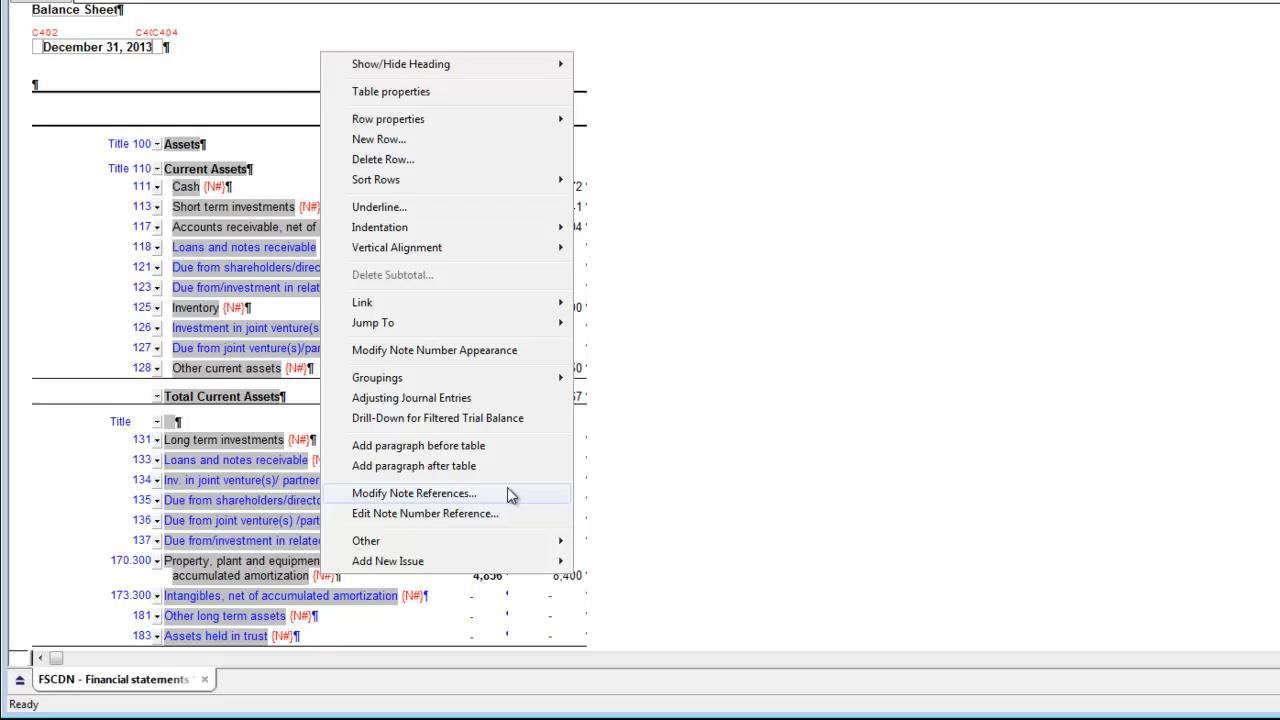 Balance Sheet¶
C402 C4(C404
December 31, 2013 ¶
¶
Title 100 Assets¶
Title 110 Current Assets¶
111 Cash {N#}¶
113 Short term investments {N#}
117 Accounts receivable, net of
118 Loans and notes receivable
121 Due from shareholders/direc
123 Due from/investment in relat
125 Inventory {N#}¶
126 Investment in joint venture(s
127 Due from joint venture(s)/par
128 Other current assets {N#}¶
Total Current Assets¶
Title ¶
131 Long term investments {N#}¶
133 Loans and notes receivable {N
134 Inv. in joint venture(s)/ partner
135 Due from shareholders/directo
136 Due from joint venture(s) /part
137 Due from/investment in related
170.300 Property, plant and equipmen
accumulated amortization {N#}¶ 4,896 8,400
173.300 Intangibles, net of accumulated amortization {N#}¶ - -
181 Other long term assets {N#}¶ - -
183 Assets held in trust {N#}¶ - -
Show/Hide Heading
Table properties
Row properties
New Row...
Delete Row...
Sort Rows
Underline...
Indentation
Vertical Alignment
Delete Subtotal...
Link
Jump To
Modify Note Number Appearance
Groupings
Adjusting Journal Entries
Drill-Down for Filtered Trial Balance
Add paragraph before table
Add paragraph after table
Modify Note References...
Edit Note Number Reference...
Other
Add New Issue
FSCDN - Financial statements
Ready